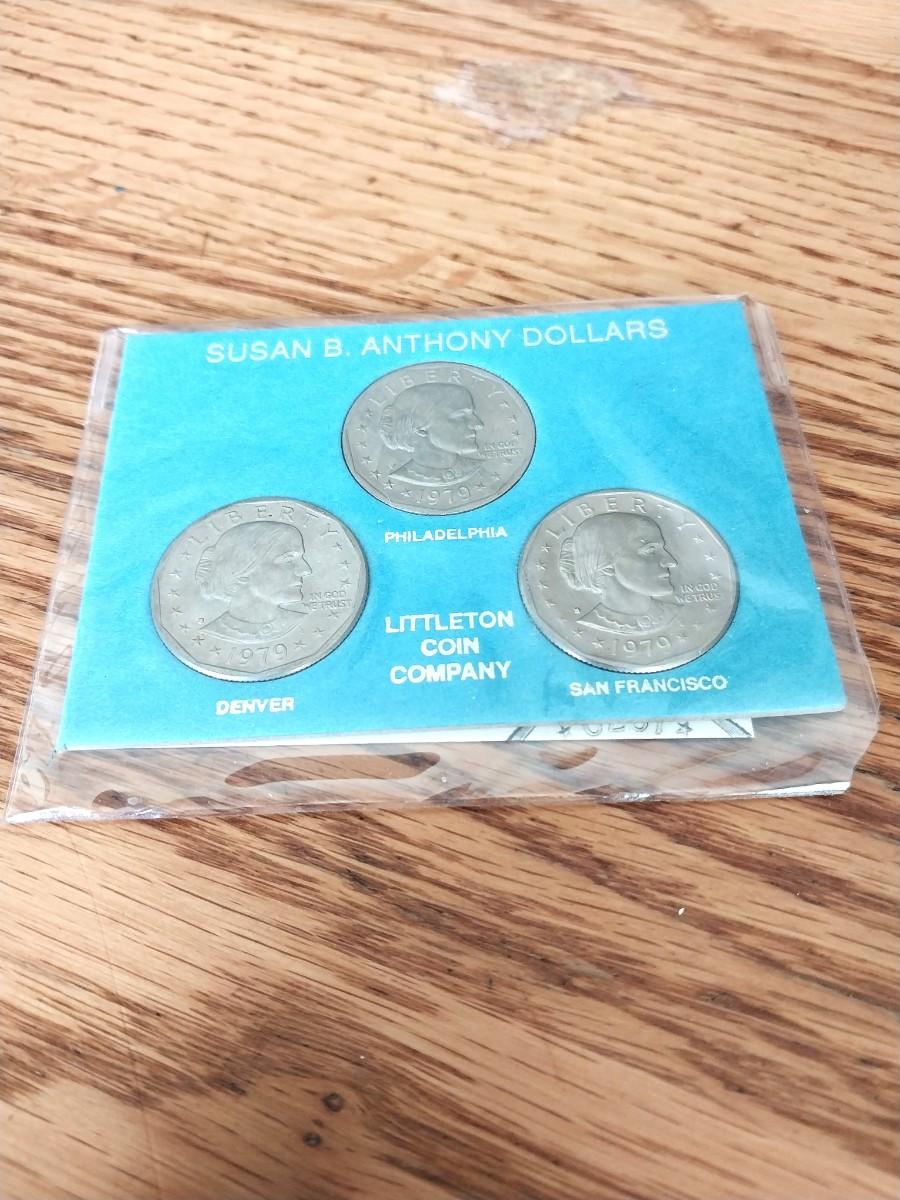 SUSAN B. ANTHONY DOLLARS
LIBERTY
IN GOD
WE TRUST
1979
PHILADELPHIA
LIBERTY
IN GOD
WE TRUST
D
1979
DENVER
LITTLETON
COIN
COMPANY
LIBERTY
IN GOD
WE TRUST
S
1979
SAN FRANCISCO